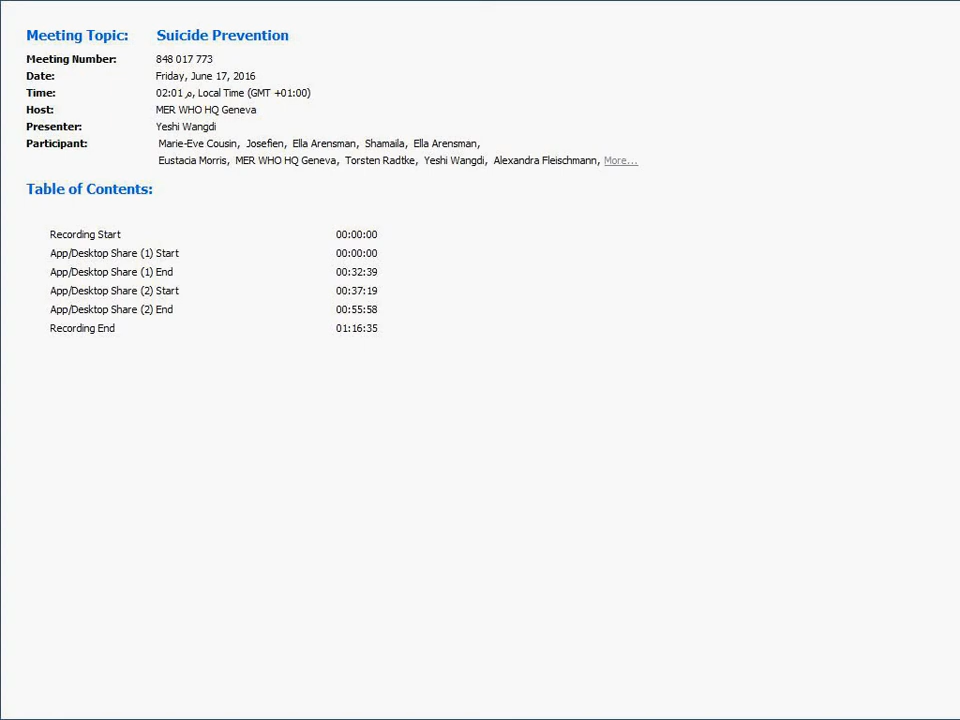 Meeting Topic: Suicide Prevention
Meeting Number: 848 017 773
Date: Friday, June 17, 2016
Time: 02:01 م, Local Time (GMT +01:00)
Host: MER WHO HQ Geneva
Presenter: Yeshi Wangdi
Participant: Marie-Eve Cousin, Josefien, Ella Arensman, Shamaila, Ella Arensman,
Eustacia Morris, MER WHO HQ Geneva, Torsten Radtke, Yeshi Wangdi, Alexandra Fleischmann, More...
Table of Contents:
Recording Start 00:00:00
App/Desktop Share (1) Start 00:00:00
App/Desktop Share (1) End 00:32:39
App/Desktop Share (2) Start 00:37:19
App/Desktop Share (2) End 00:55:58
Recording End 01:16:35